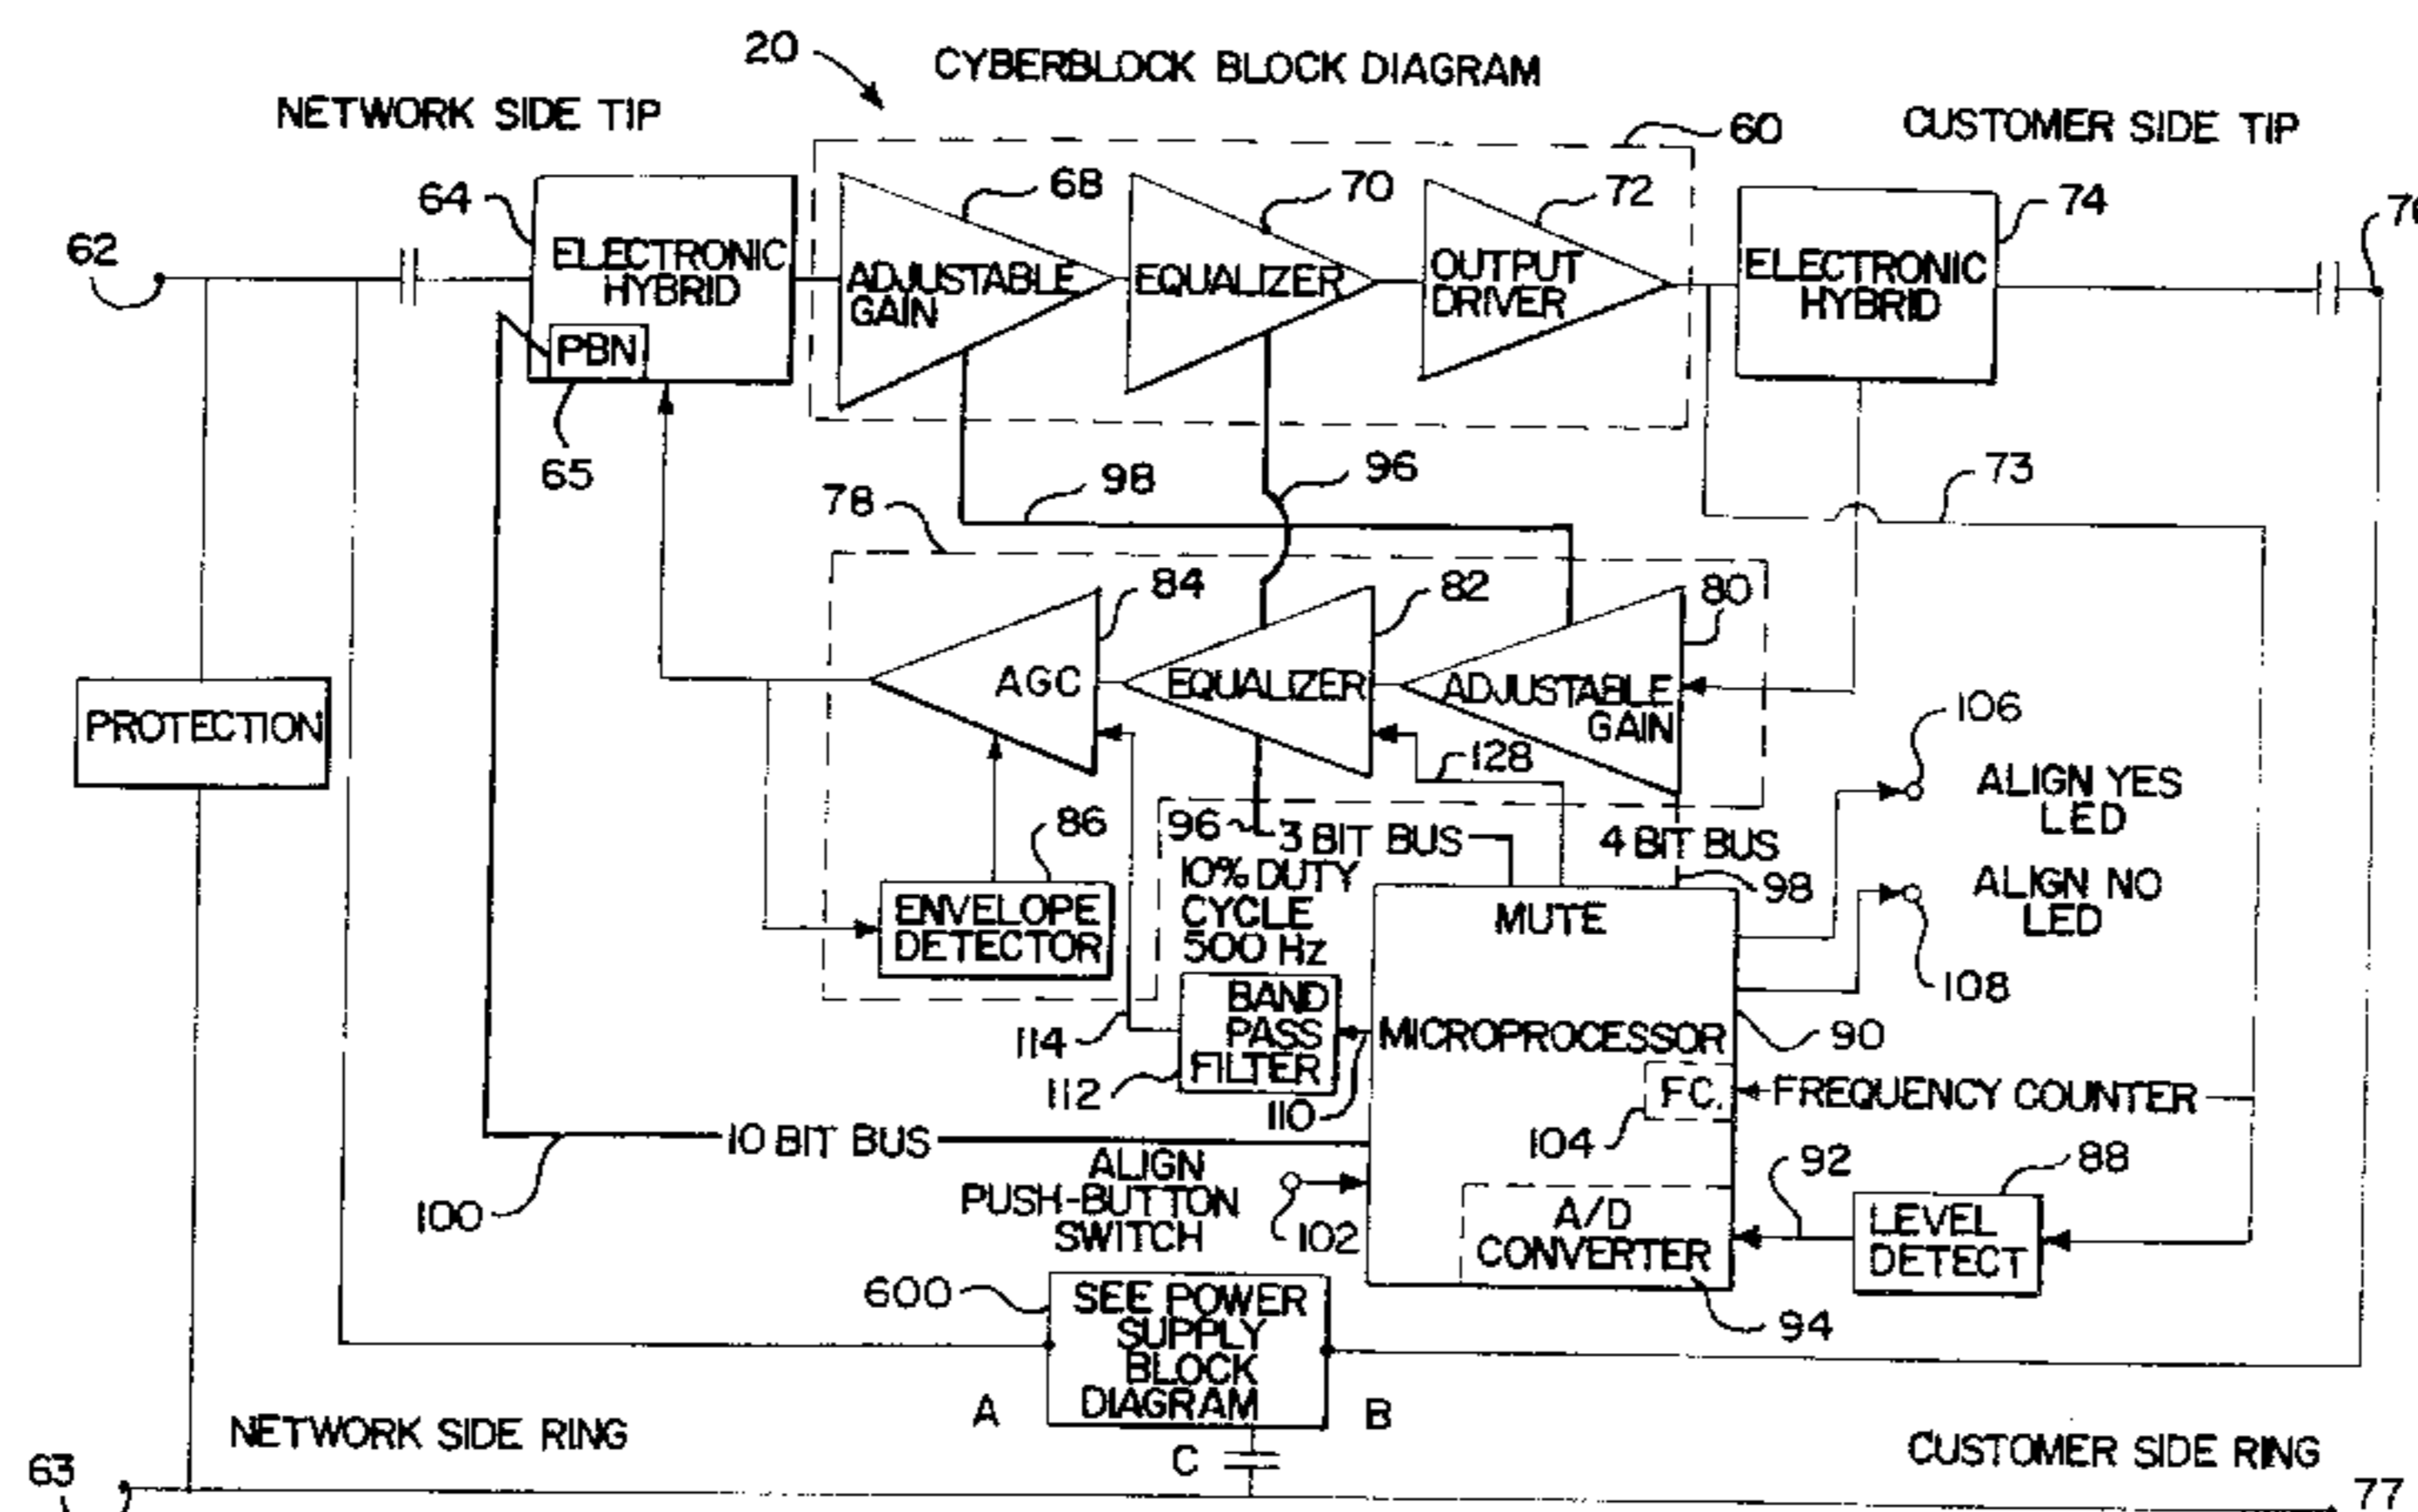 20
CYBERBLOCK BLOCK DIAGRAM
NETWORK SIDE TIP
60
CUSTOMER SIDE TIP
64
68
70
72
74
62
ELECTRONIC
HYBRID
ADJUSTABLE
GAIN
EQUALIZER
OUTPUT
DRIVER
ELECTRONIC
HYBRID
PBN
65
98
96
73
78
84
82
80
PROTECTION
AGC
EQUALIZER
ADJUSTABLE
GAIN
128
106
ALIGN YES
LED
86
96
3 BIT BUS
4 BIT BUS
98
ALIGN NO
LED
108
10% DUTY
CYCLE
500 Hz
ENVELOPE
DETECTOR
MUTE
MICROPROCESSOR
90
BAND
PASS
FILTER
114
112
110
F.C.
FREQUENCY COUNTER
104
10 BIT BUS
100
ALIGN
PUSH-BUTTON
SWITCH
102
92
88
A/D
CONVERTER
LEVEL
DETECT
94
600
SEE POWER
SUPPLY
BLOCK
DIAGRAM
A
B
C
NETWORK SIDE RING
63
CUSTOMER SIDE RING
77